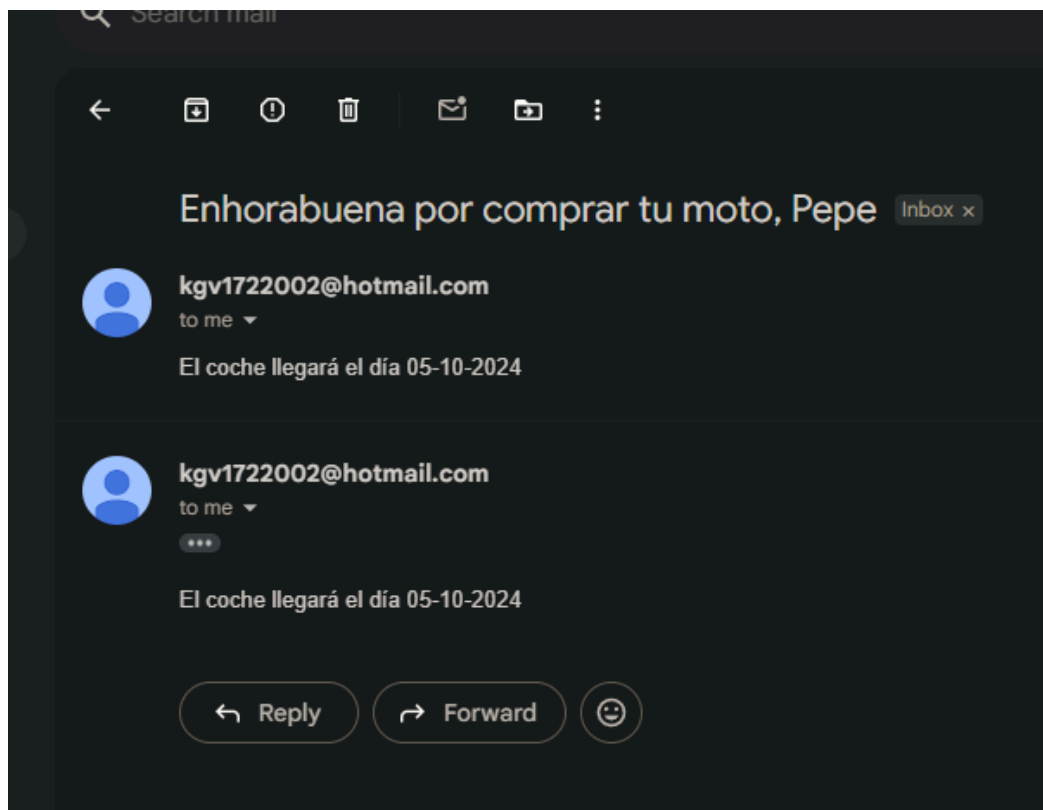 Search mail
Enhorabuena por comprar tu moto, Pepe Inbox ×
kgv1722002@hotmail.com
to me
El coche llegará el día 05-10-2024
kgv1722002@hotmail.com
to me
•••
El coche llegará el día 05-10-2024
Reply Forward